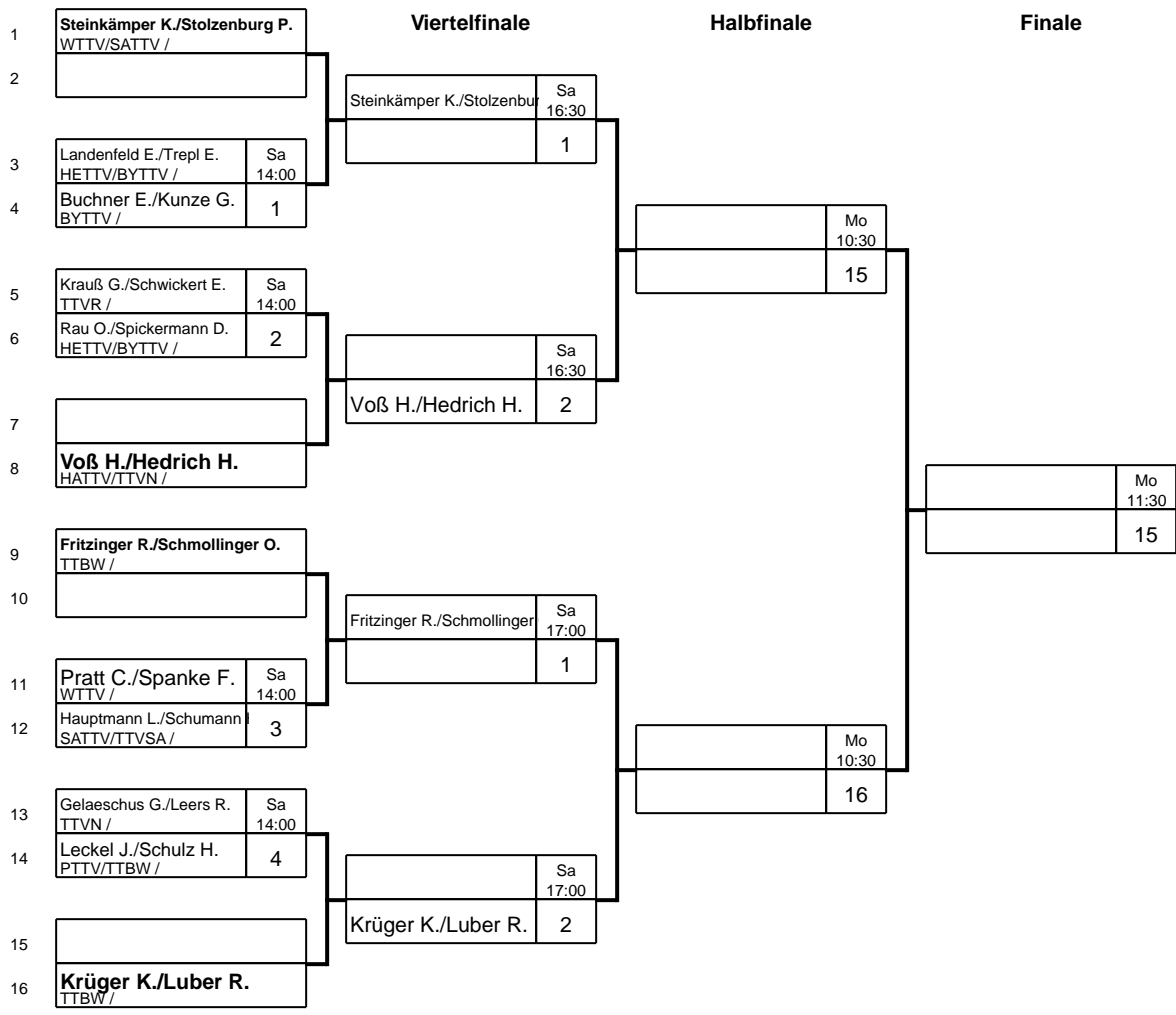 Viertelfinale
Halbfinale
Finale
1
Steinkämper K./Stolzenburg P.
WTTV/SATTV /
2
3
Landenfeld E./Trepl E.
HETTV/BYTTV /
Sa
14:00
4
Buchner E./Kunze G.
BYTTV /
1
5
Krauß G./Schwickert E.
TTVR /
Sa
14:00
6
Rau O./Spickermann D.
HETTV/BYTTV /
2
7
8
Voß H./Hedrich H.
HATTV/TTVN /
9
Fritzinger R./Schmollinger O.
TTBW /
10
11
Pratt C./Spanke F.
WTTV /
Sa
14:00
12
Hauptmann L./Schumann
SATTV/TTVSA /
3
13
Gelaeschus G./Leers R.
TTVN /
Sa
14:00
14
Leckel J./Schulz H.
PTTV/TTBW /
4
15
16
Krüger K./Luber R.
TTBW /
Steinkämper K./Stolzenbur
Sa
16:30
1
Sa
16:30
Voß H./Hedrich H.
2
Fritzinger R./Schmollinger
Sa
17:00
1
Sa
17:00
Krüger K./Luber R.
2
Mo
10:30
15
Mo
10:30
16
Mo
11:30
15